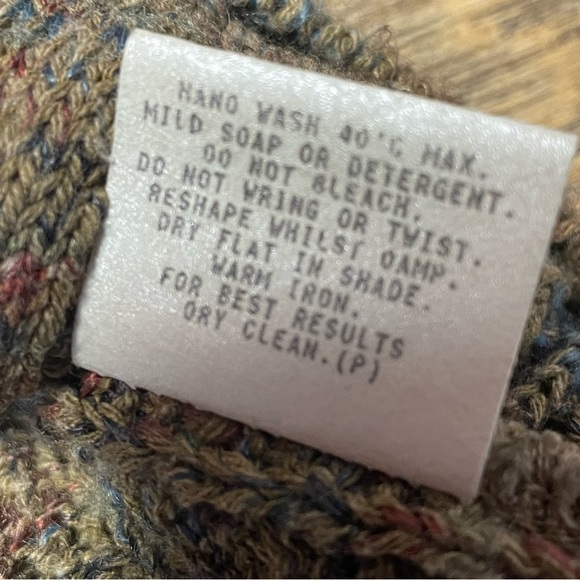 HAND WASH 40°C MAX.
MILD SOAP OR DETERGENT.
DO NOT BLEACH.
DO NOT WRING OR TWIST.
RESHAPE WHILST DAMP.
DRY FLAT IN SHADE.
WARM IRON.
FOR BEST RESULTS
DRY CLEAN.(P)